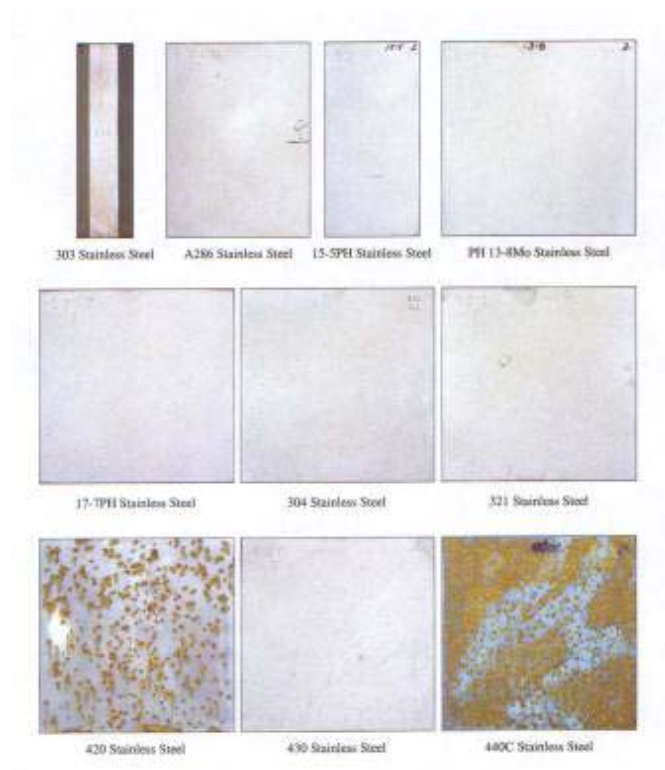 303 Stainless Steel
A286 Stainless Steel
15-5PH Stainless Steel
PH 13-8Mo Stainless Steel
17-7PH Stainless Steel
304 Stainless Steel
321 Stainless Steel
420 Stainless Steel
430 Stainless Steel
440C Stainless Steel